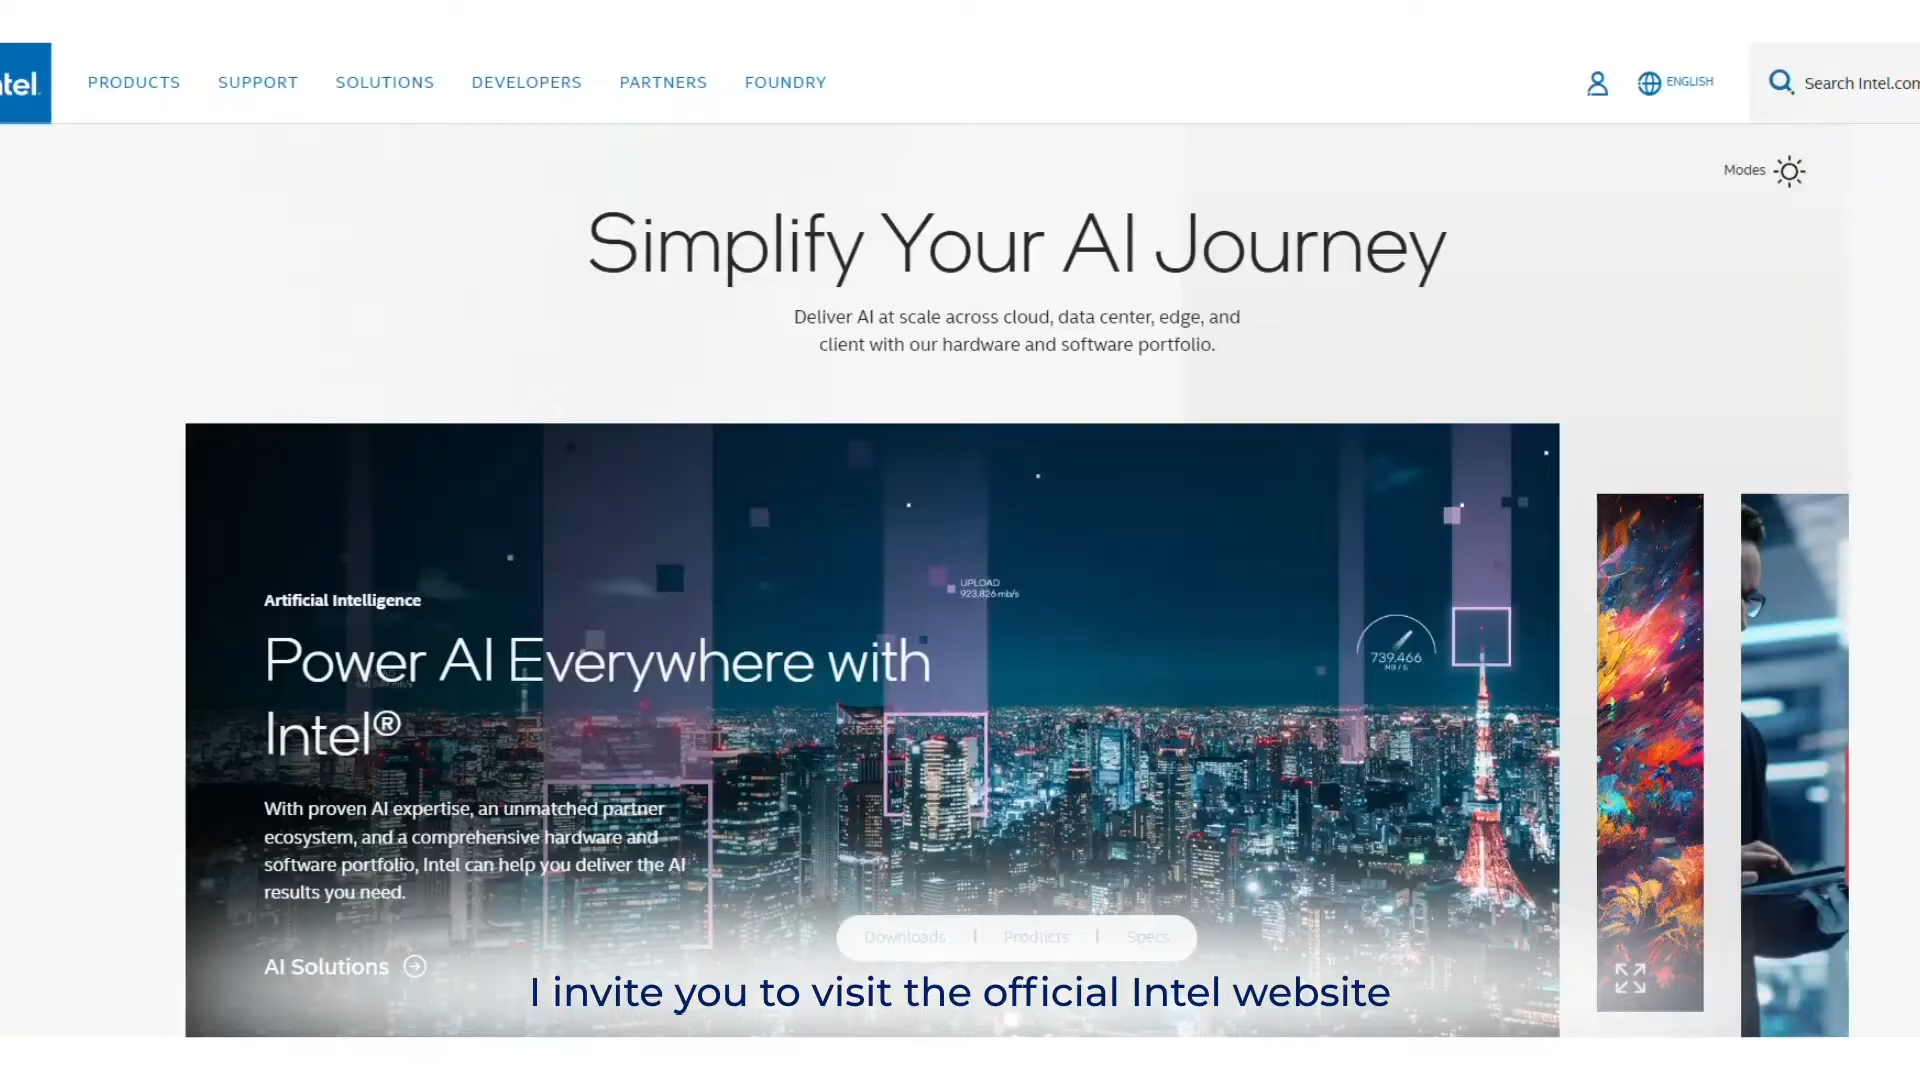 ntel.
PRODUCTS
SUPPORT
SOLUTIONS
DEVELOPERS
PARTNERS
FOUNDRY
ENGLISH
Search Intel.com
Modes
Simplify Your AI Journey
Deliver AI at scale across cloud, data center, edge, and
client with our hardware and software portfolio.
UPLOAD
923.826 mb/s
739.466
MB/S
Artificial Intelligence
Power AI Everywhere with
Intel®
With proven AI expertise, an unmatched partner
ecosystem, and a comprehensive hardware and
software portfolio, Intel can help you deliver the AI
results you need.
AI Solutions
Downloads | Products | Specs
I invite you to visit the official Intel website